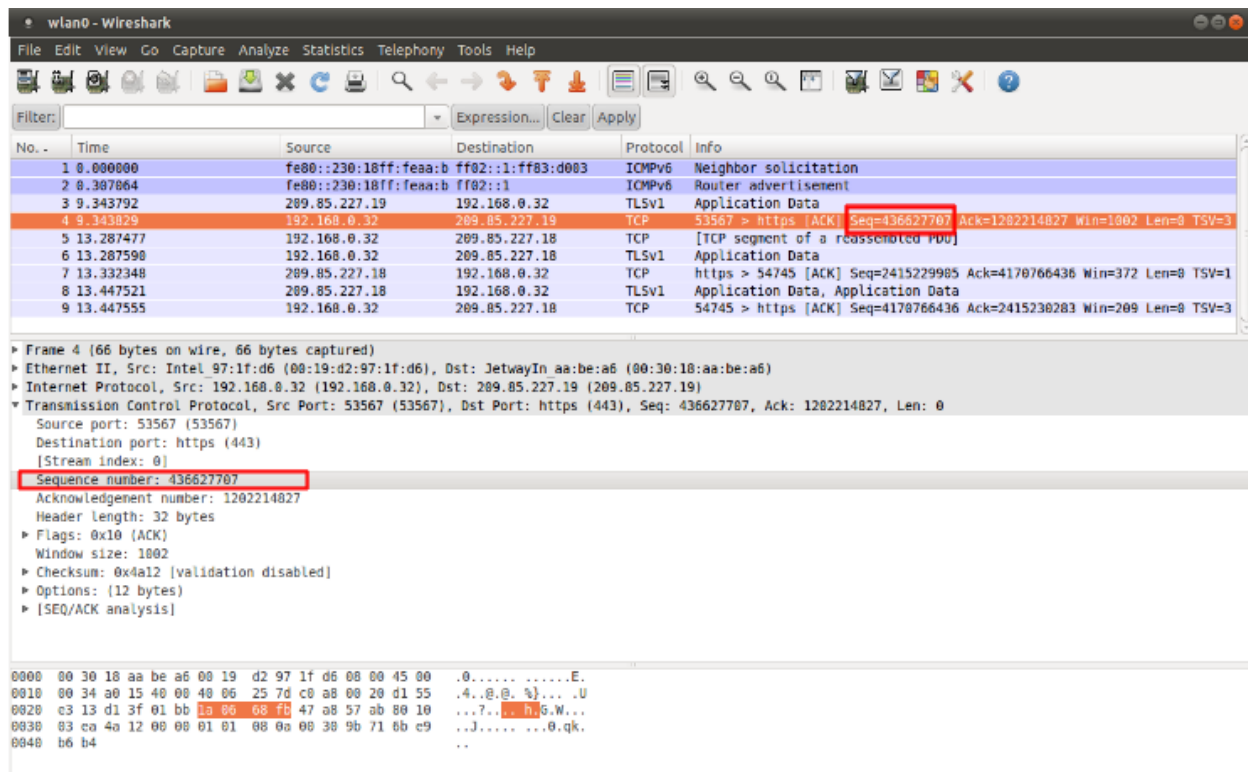 wlan0 - Wireshark
File Edit View Go Capture Analyze Statistics Telephony Tools Help
Filter: Expression... Clear Apply
No. - Time Source Destination Protocol Info
1 0.000000 fe80::230:18ff:feaa:b ff02::1:ff83:d003 ICMPv6 Neighbor solicitation
2 0.307064 fe80::230:18ff:feaa:b ff02::1 ICMPv6 Router advertisement
3 9.343792 209.85.227.19 192.168.0.32 TLSv1 Application Data
4 9.343829 192.168.0.32 209.85.227.19 TCP 53567 > https [ACK] Seq=436627707 Ack=1202214827 Win=1002 Len=0 TSV=3
5 13.287477 192.168.0.32 209.85.227.18 TCP [TCP segment of a reassembled PDU]
6 13.287590 192.168.0.32 209.85.227.18 TLSv1 Application Data
7 13.332348 209.85.227.18 192.168.0.32 TCP https > 54745 [ACK] Seq=2415229905 Ack=4170766436 Win=372 Len=0 TSV=1
8 13.447521 209.85.227.18 192.168.0.32 TLSv1 Application Data, Application Data
9 13.447555 192.168.0.32 209.85.227.18 TCP 54745 > https [ACK] Seq=4170766436 Ack=2415230283 Win=209 Len=0 TSV=3
Frame 4 (66 bytes on wire, 66 bytes captured)
Ethernet II, Src: Intel_97:1f:d6 (00:19:d2:97:1f:d6), Dst: JetwayIn_aa:be:a6 (00:30:18:aa:be:a6)
Internet Protocol, Src: 192.168.0.32 (192.168.0.32), Dst: 209.85.227.19 (209.85.227.19)
Transmission Control Protocol, Src Port: 53567 (53567), Dst Port: https (443), Seq: 436627707, Ack: 1202214827, Len: 0
Source port: 53567 (53567)
Destination port: https (443)
[Stream index: 0]
Sequence number: 436627707
Acknowledgement number: 1202214827
Header length: 32 bytes
Flags: 0x10 (ACK)
Window size: 1002
Checksum: 0x4a12 [validation disabled]
Options: (12 bytes)
[SEQ/ACK analysis]
0000 00 30 18 aa be a6 00 19 d2 97 1f d6 08 00 45 00 .0...... ......E.
0010 00 34 a0 15 40 00 40 06 25 7d c0 a8 00 20 d1 55 .4..@.@. %}... .U
0020 e3 13 d1 3f 01 bb 1a 06 68 fb 47 a8 57 ab 80 10 ...?.... h.G.W...
0030 03 ea 4a 12 00 00 01 01 08 0a 00 30 9b 71 6b e9 ..J..... ...0.qk.
0040 b6 b4 ..